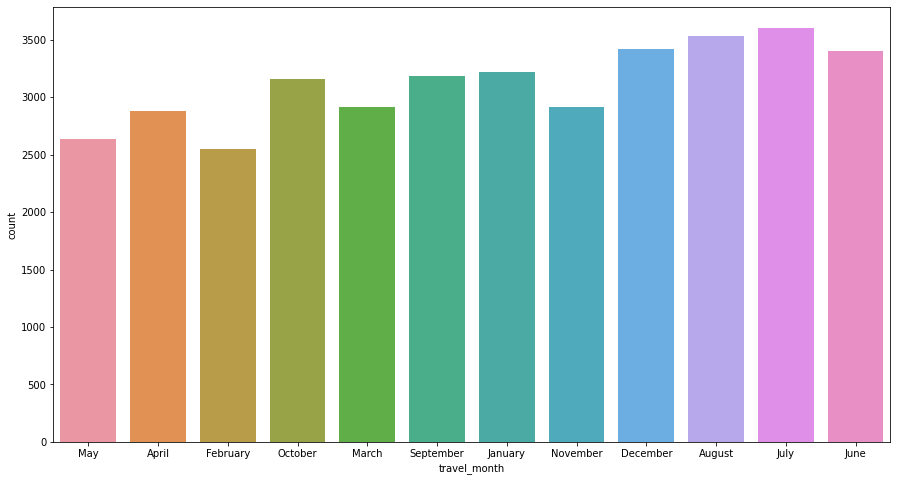 3500
3000
2500
2000
1500
1000
500
0
count
May April February October March September January November December August July June
travel_month